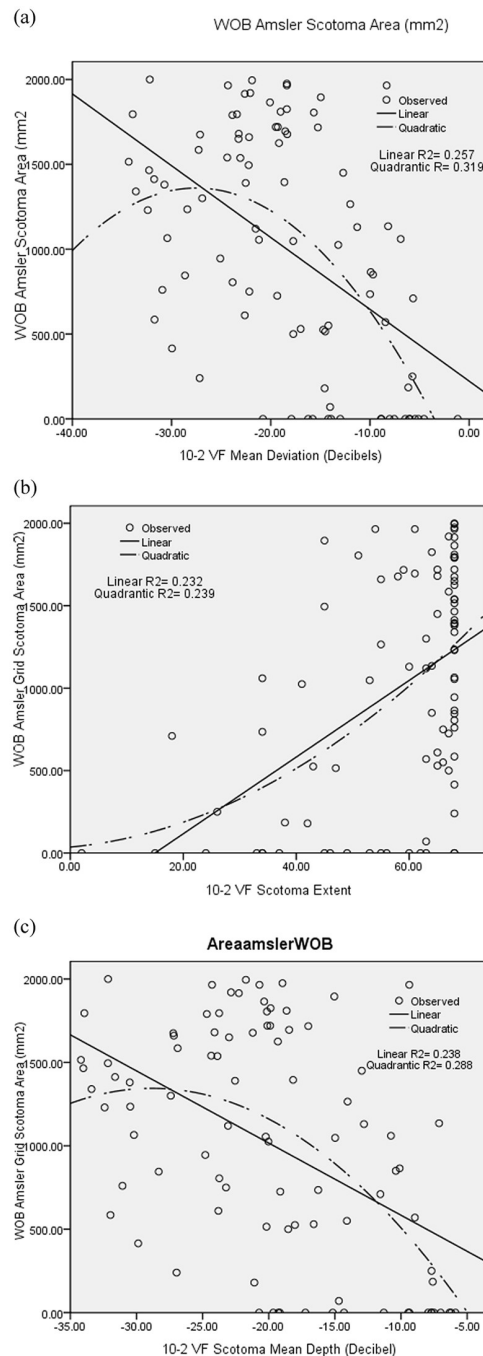 (a)
WOB Amsler Scotoma Area (mm2)
WOB Amsler Scotoma Area (mm2
2000.00
1500.00
1000.00
500.00
0.00
Observed
Linear
Quadratic
Linear R2= 0.257
Quadrantic R= 0.319
-40.00 -30.00 -20.00 -10.00 0.00
10-2 VF Mean Deviation (Decibels)
(b)
WOB Amsler Grid Scotoma Area (mm2)
2000.00
1500.00
1000.00
500.00
0.00
Observed
Linear
Quadratic
Linear R2= 0.232
Quadrantic R2= 0.239
0.00 20.00 40.00 60.00
10-2 VF Scotoma Extent
(c)
AreaamslerWOB
WOB Amsler Grid Scotoma Area (mm2)
2000.00
1500.00
1000.00
500.00
0.00
Observed
Linear
Quadratic
Linear R2= 0.238
Quadrantic R2= 0.288
-35.00 -30.00 -25.00 -20.00 -15.00 -10.00 -5.00
10-2 VF Scotoma Mean Depth (Decibel)